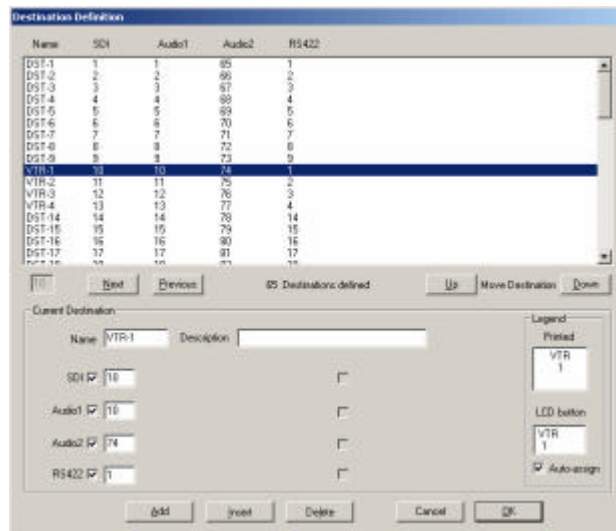 Destination Definition
Name SDI Audio1 Audio2 RS422
DST-1 1 1 65 1
DST-2 2 2 66 2
DST-3 3 3 67 3
DST-4 4 4 68 4
DST-5 5 5 69 5
DST-6 6 6 70 6
DST-7 7 7 71 7
DST-8 8 8 72 8
DST-9 9 9 73 9
VTR-1 10 10 74 1
VTR-2 11 11 75 2
VTR-3 12 12 76 3
VTR-4 13 13 77 4
DST-14 14 14 78 14
DST-15 15 15 79 15
DST-16 16 16 80 16
DST-17 17 17 81 17
10 Next Previous 65 Destinations defined Up Move Destination Down
Current Destination
Legend
Name VTR-1 Description
Printed
VTR
1
SDI 10
Audio1 10
LCD button
Audio2 74
VTR
1
RS422 1
Auto-assign
Add Insert Delete Cancel OK